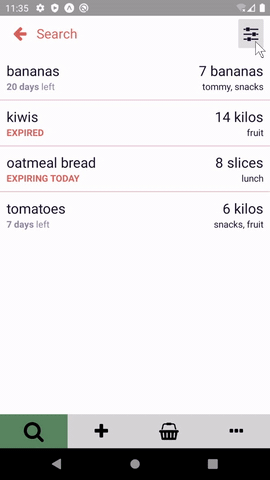 11:35
Search
bananas 7 bananas
20 days left tommy, snacks
kiwis 14 kilos
EXPIRED fruit
oatmeal bread 8 slices
EXPIRING TODAY lunch
tomatoes 6 kilos
7 days left snacks, fruit